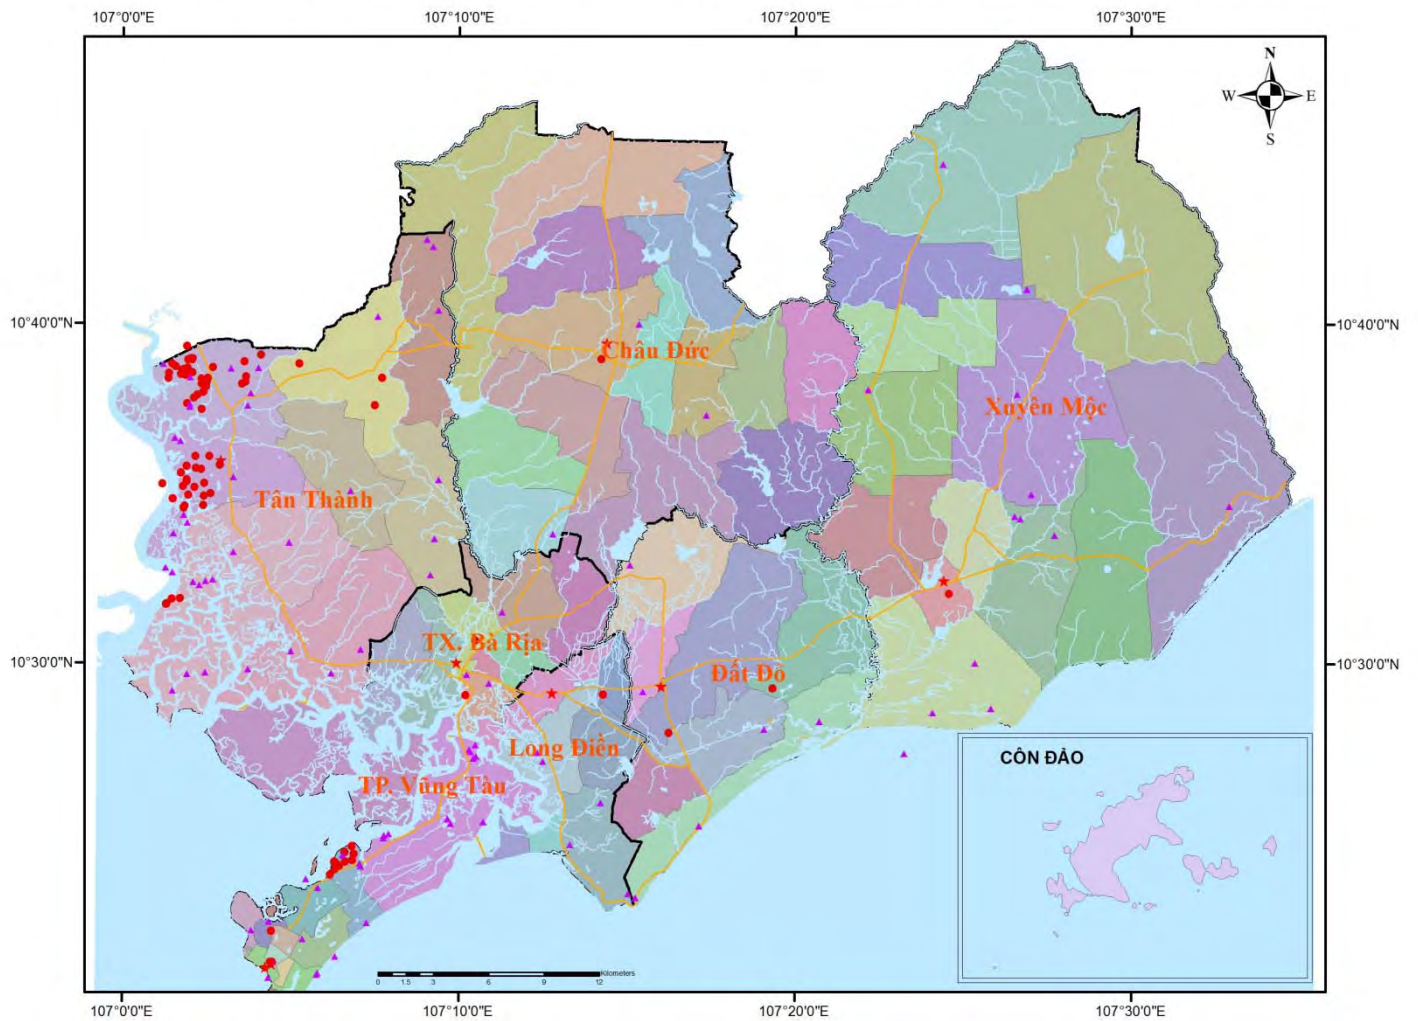 107°0'0"E 107°10'0"E 107°20'0"E 107°30'0"E
N
W E
S
10°40'0"N 10°40'0"N
Châu Đức
Xuyên Mộc
Tân Thành
TX. Bà Rịa
10°30'0"N 10°30'0"N
Đất Đỏ
Long Điền
CÔN ĐẢO
TP. Vũng Tàu
Kilometers
0 1.5 3 6 9 12
107°0'0"E 107°10'0"E 107°20'0"E 107°30'0"E